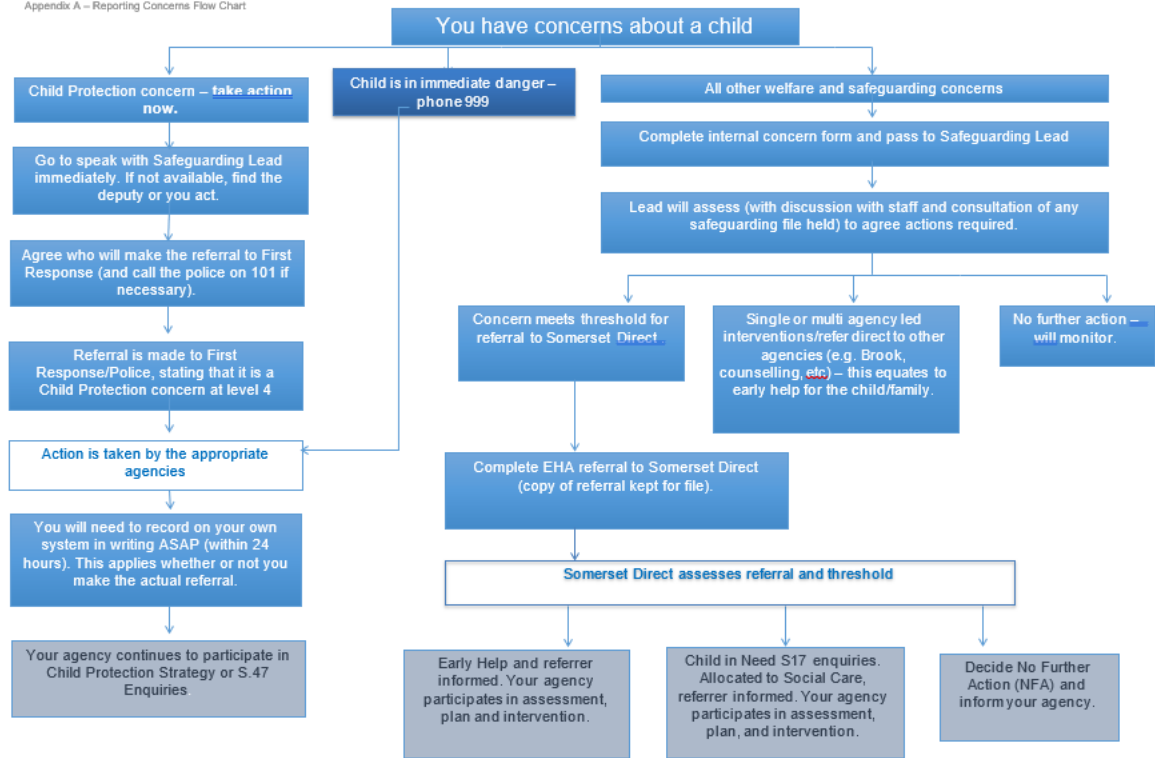 Appendix A – Reporting Concerns Flow Chart
You have concerns about a child
Child Protection concern – take action
now.
Child is in immediate danger –
phone 999
All other welfare and safeguarding concerns
Go to speak with Safeguarding Lead
immediately. If not available, find the
deputy or you act.
Complete internal concern form and pass to Safeguarding Lead
Lead will assess (with discussion with staff and consultation of any
safeguarding file held) to agree actions required.
Agree who will make the referral to First
Response (and call the police on 101 if
necessary).
Concern meets threshold for
referral to Somerset Direct.
Single or multi agency led
interventions/refer direct to other
agencies (e.g. Brook,
counselling, etc) – this equates to
early help for the child/family.
No further action –
will monitor.
Referral is made to First
Response/Police, stating that it is a
Child Protection concern at level 4
Action is taken by the appropriate
agencies
Complete EHA referral to Somerset Direct
(copy of referral kept for file).
You will need to record on your own
system in writing ASAP (within 24
hours). This applies whether or not you
make the actual referral.
Somerset Direct assesses referral and threshold
Your agency continues to participate in
Child Protection Strategy or S.47
Enquiries.
Early Help and referrer
informed. Your agency
participates in assessment,
plan and intervention.
Child in Need S17 enquiries.
Allocated to Social Care,
referrer informed. Your agency
participates in assessment,
plan, and intervention.
Decide No Further
Action (NFA) and
inform your agency.